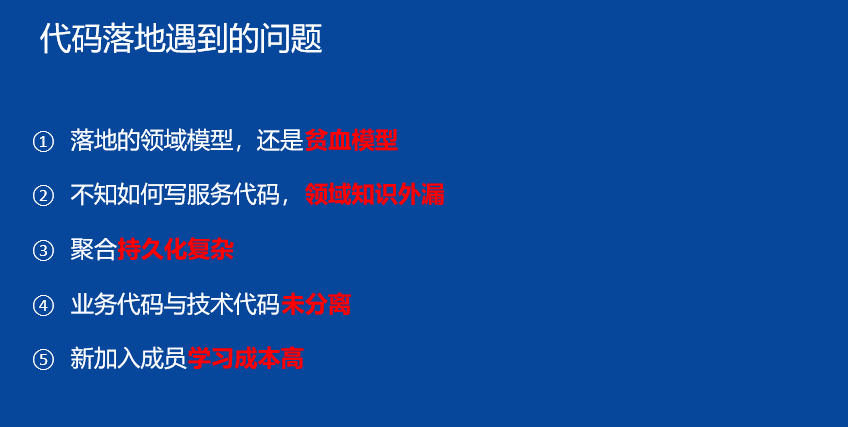 代码落地遇到的问题
① 落地的领域模型，还是贫血模型
② 不知如何写服务代码，领域知识外漏
③ 聚合持久化复杂
④ 业务代码与技术代码未分离
⑤ 新加入成员学习成本高